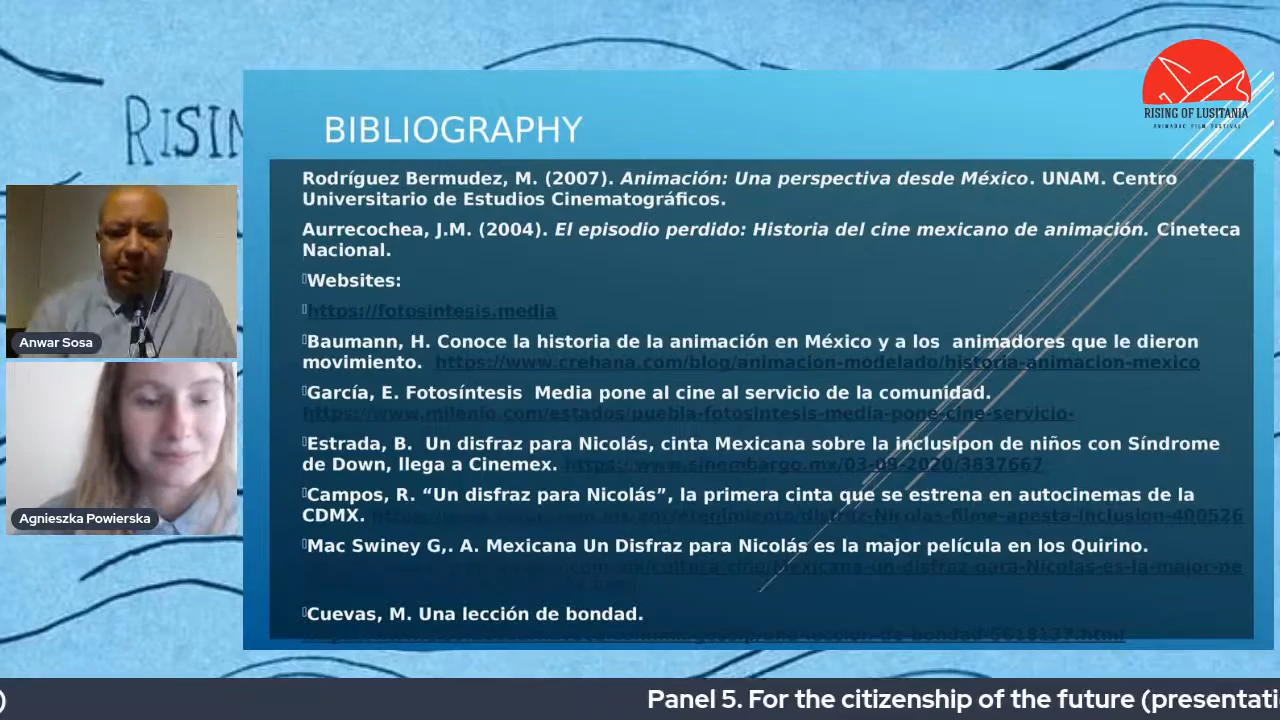 RISIN
RISING OF LUSITANIA
ANIMADOC FILM FESTIVAL
BIBLIOGRAPHY
Rodríguez Bermudez, M. (2007). Animación: Una perspectiva desde México. UNAM. Centro
Universitario de Estudios Cinematográficos.
Aurrecochea, J.M. (2004). El episodio perdido: Historia del cine mexicano de animación. Cineteca
Nacional.
Websites:
https://fotosintesis.media
Baumann, H. Conoce la historia de la animación en México y a los animadores que le dieron
movimiento. https://www.crehana.com/blog/animacion-modelado/historia-animacion-mexico
García, E. Fotosíntesis Media pone al cine al servicio de la comunidad.
https://www.milenio.com/estados/puebla-fotosintesis-media-pone-cine-servicio-
Estrada, B. Un disfraz para Nicolás, cinta Mexicana sobre la inclusipon de niños con Síndrome
de Down, llega a Cinemex. https://www.sinembargo.mx/03-09-2020/3837667
Campos, R. “Un disfraz para Nicolás”, la primera cinta que se estrena en autocinemas de la
CDMX.
Mac Swiney G,. A. Mexicana Un Disfraz para Nicolás es la major película en los Quirino.
Cuevas, M. Una lección de bondad.
Anwar Sosa
Agnieszka Powierska
) Panel 5. For the citizenship of the future (presentati